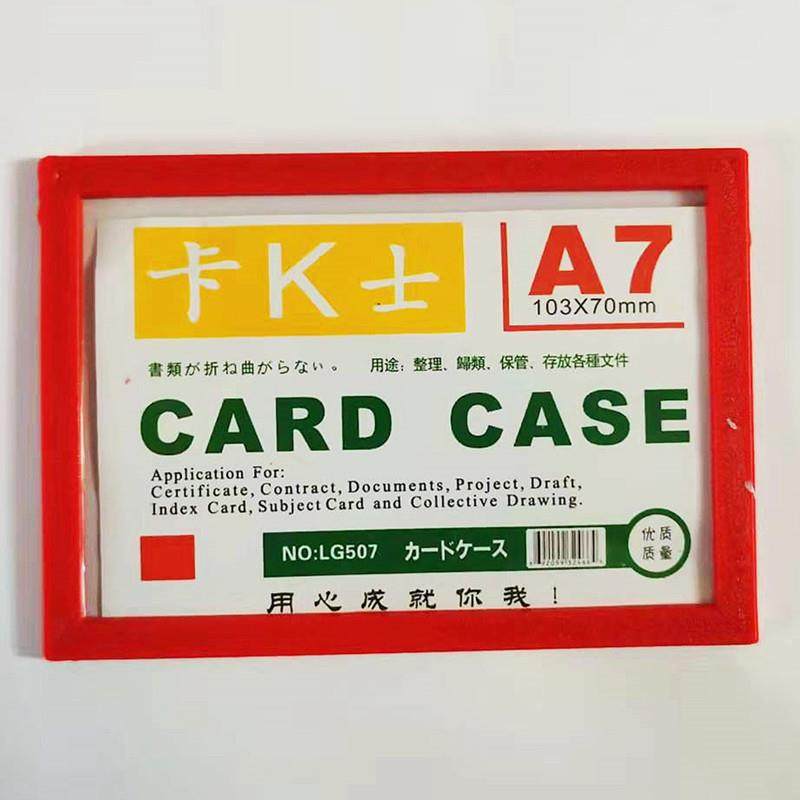 卡K士
A7
103X70mm
書類が折ね曲がらない。 用途：整理、歸類、保管、存放各種文件
CARD CASE
Application For:
Certificate, Contract, Documents, Project, Draft,
Index Card, Subject Card and Collective Drawing.
NO:LG507 カードケース
优质
质量
用心成就你我！